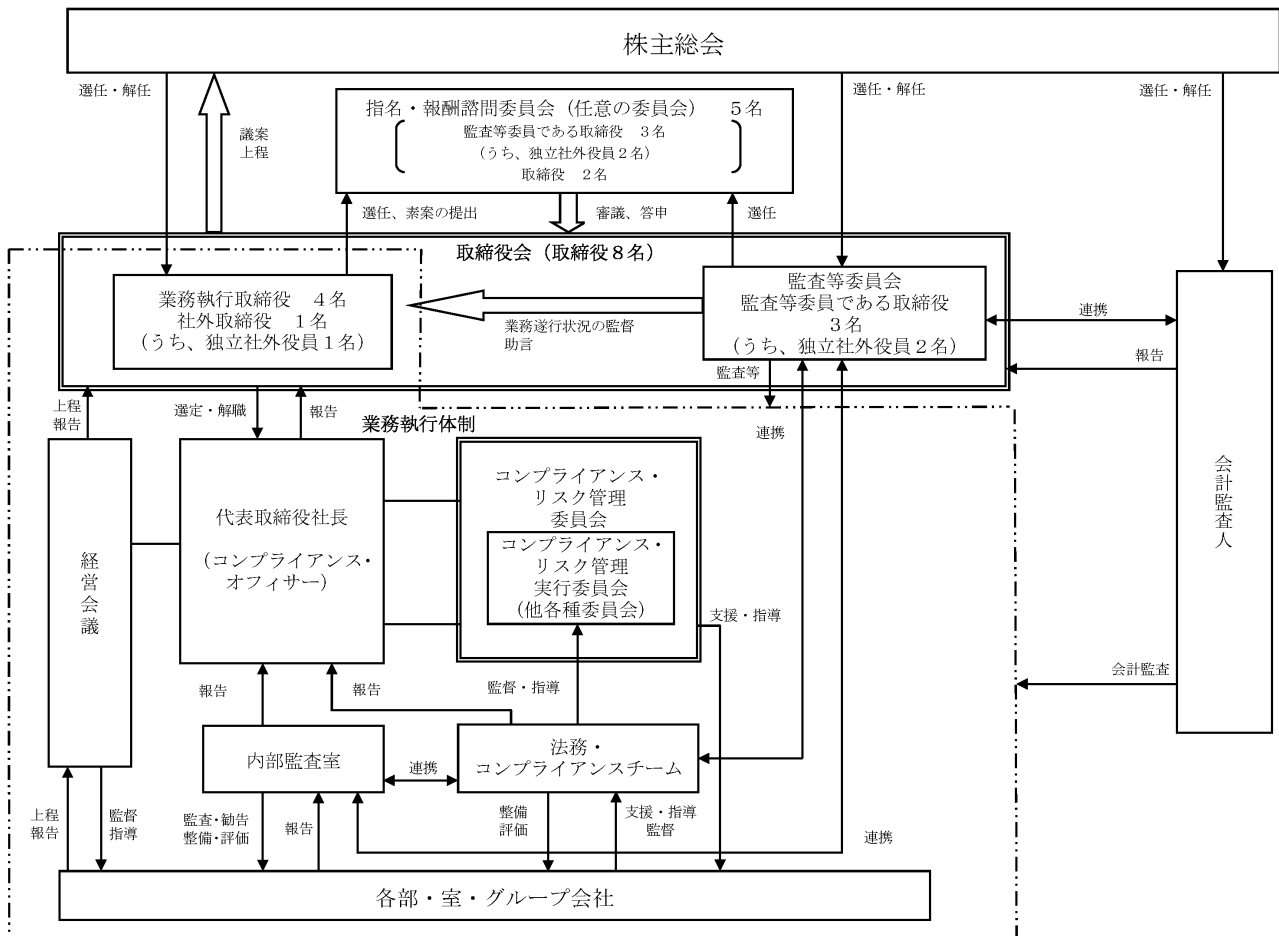 株主総会
選任・解任
選任・解任
選任・解任
議案
上程
指名・報酬諮問委員会（任意の委員会）　５名
監査等委員である取締役　３名
（うち、独立社外役員２名）
取締役　２名
選任、素案の提出
審議、答申
選任
取締役会（取締役８名）
業務執行取締役　４名
社外取締役　１名
（うち、独立社外役員１名）
業務遂行状況の監督
助言
監査等委員会
監査等委員である取締役
３名
（うち、独立社外役員２名）
連携
報告
監査等
上程
報告
選定・解職
報告
業務執行体制
連携
経営会議
代表取締役社長
（コンプライアンス・
オフィサー）
コンプライアンス・
リスク管理
委員会
コンプライアンス・
リスク管理
実行委員会
（他各種委員会）
支援・指導
会計監査人
会計監査
報告
報告
監督・指導
内部監査室
連携
法務・
コンプライアンスチーム
上程
報告
監督
指導
監査・勧告
整備・評価
報告
整備
評価
支援・指導
監督
連携
各部・室・グループ会社